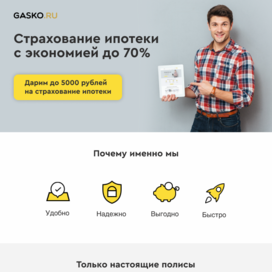 GASKO.RU
Страхование ипотеки
с экономией до 70%
Дарим до 5000 рублей
на страхование ипотеки
Почему именно мы
Удобно
Надежно
Выгодно
Быстро
Только настоящие полисы